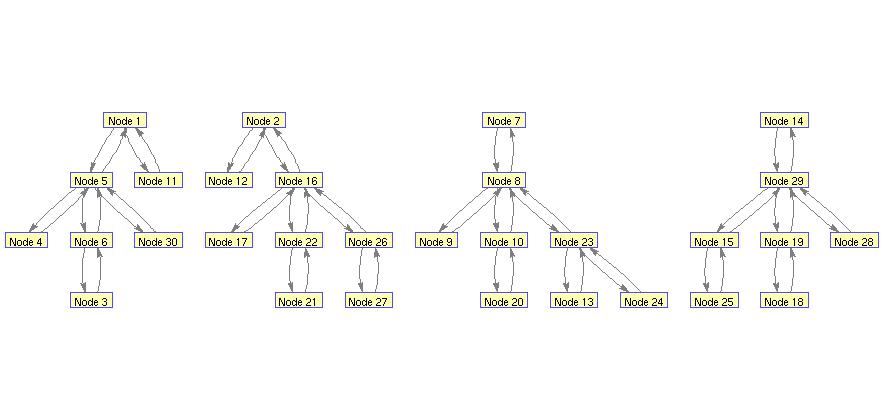 Node 1
Node 2
Node 7
Node 14
Node 5
Node 11
Node 12
Node 16
Node 8
Node 29
Node 4
Node 6
Node 30
Node 17
Node 22
Node 26
Node 9
Node 10
Node 23
Node 15
Node 19
Node 28
Node 3
Node 21
Node 27
Node 20
Node 13
Node 24
Node 25
Node 18